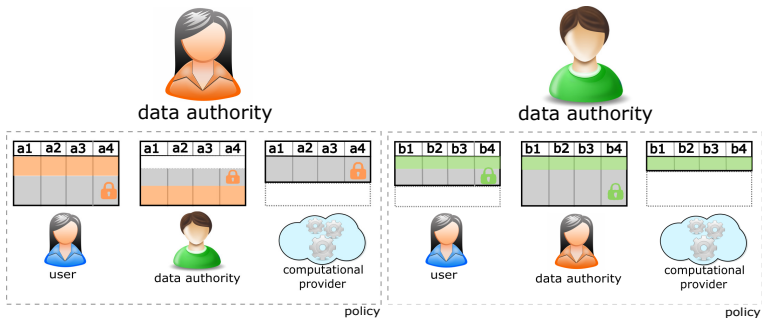 data authority
data authority
a1 a2 a3 a4
a1 a2 a3 a4
a1 a2 a3 a4
b1 b2 b3 b4
b1 b2 b3 b4
b1 b2 b3 b4
user
data authority
computational
provider
user
data authority
computational
provider
policy
policy